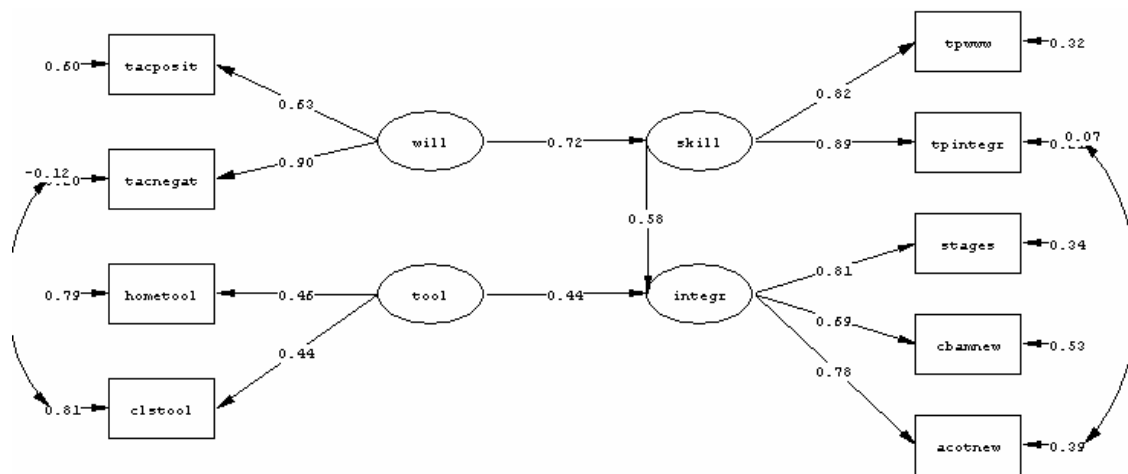 tacposit
tacnegat
hometool
clstool
will
tool
skill
integr
tpwww
tpintegr
stages
cbamnew
acotnew
0.60
-0.12
0.79
0.81
0.63
0.90
0.46
0.44
0.72
0.44
0.58
0.82
0.89
0.81
0.69
0.78
0.32
0.07
0.34
0.53
0.39